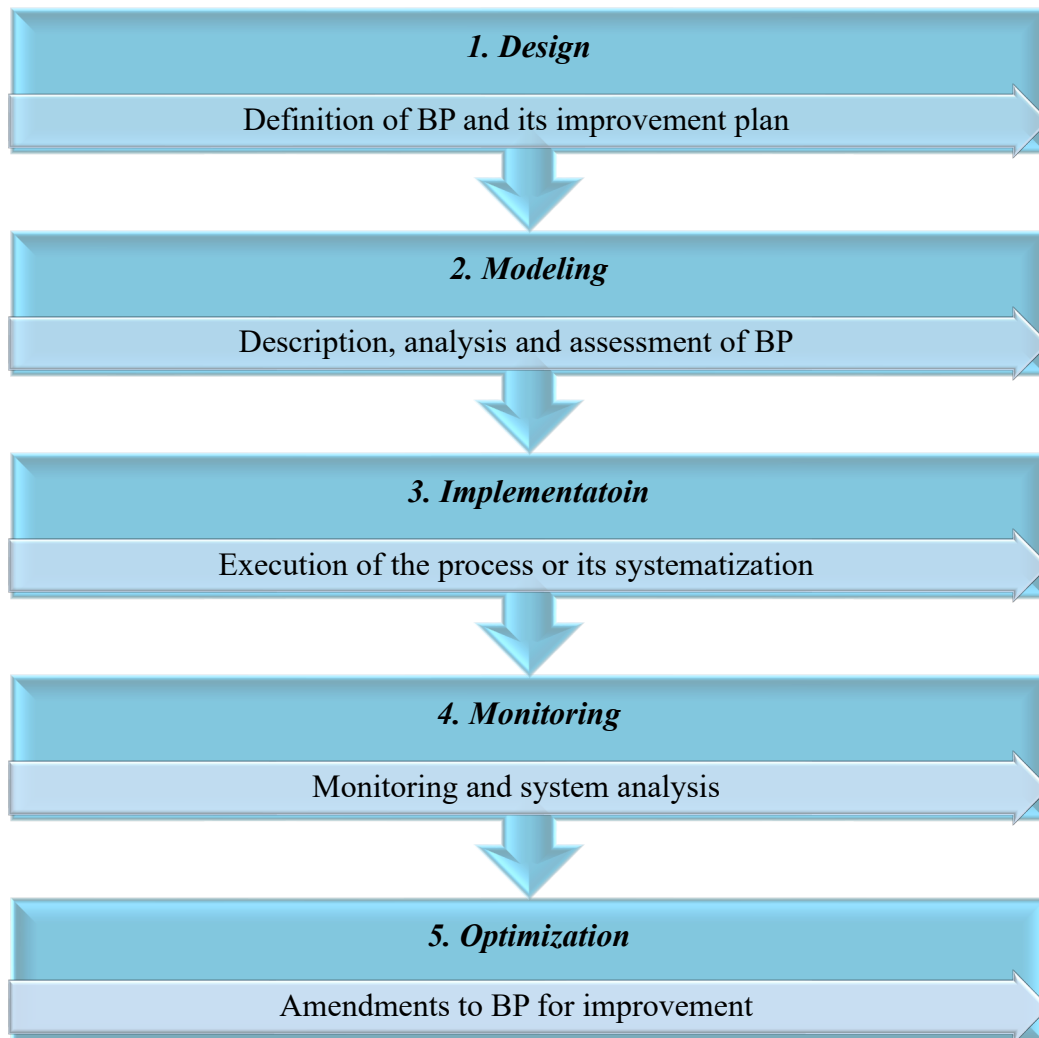 1. Design
Definition of BP and its improvement plan
2. Modeling
Description, analysis and assessment of BP
3. Implementatoin
Execution of the process or its systematization
4. Monitoring
Monitoring and system analysis
5. Optimization
Amendments to BP for improvement